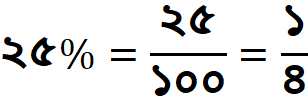 ২৫% = ২৫/১০০ = ১/৪